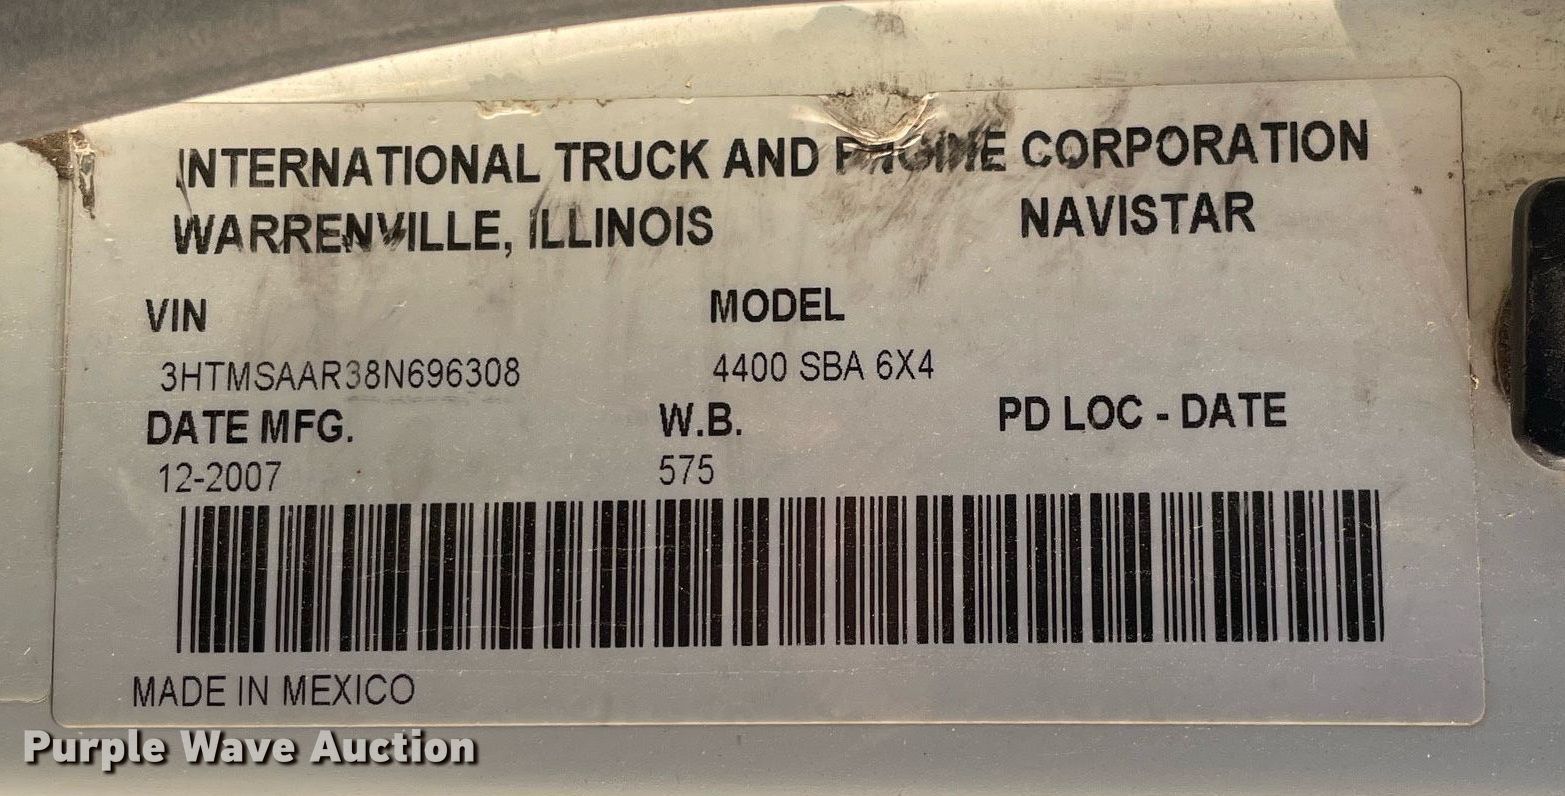 INTERNATIONAL TRUCK AND ENGINE CORPORATION
WARRENVILLE, ILLINOIS NAVISTAR
VIN MODEL
3HTMSAAR38N696308 4400 SBA 6X4
DATE MFG. W.B. PD LOC - DATE
12-2007 575
MADE IN MEXICO
Purple Wave Auction